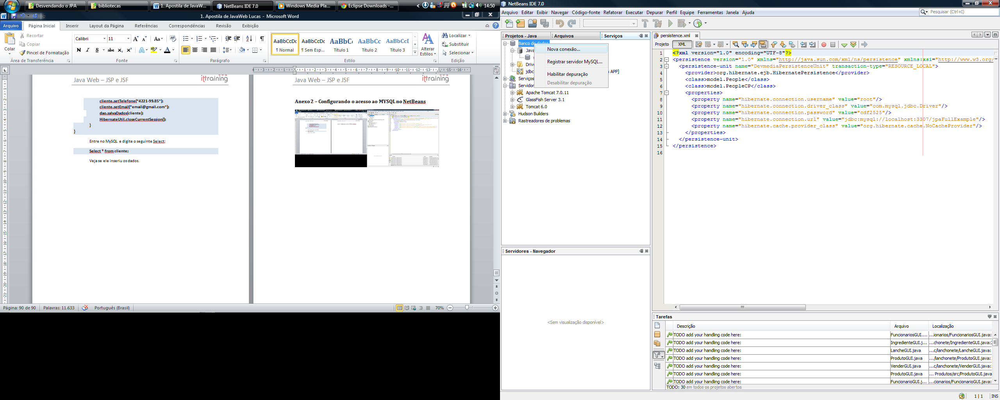 Desvendando o JPA
bibliotecas
1. Apostila de JavaW...
NetBeans IDE 7.0
Windows Media Pla...
Eclipse Downloads -...
14:50
1. Apostila de JavaWeb Lucas - Microsoft Word
Arquivo
Página Inicial
Inserir
Layout da Página
Referências
Correspondências
Revisão
Exibição
Colar
Recortar
Copiar
Pincel de Formatação
Área de Transferência
Calibri
11
Fonte
Parágrafo
AaBbCcDc
¶ Normal
AaBbCcDc
¶ Sem Esp...
AaBbC
Título 1
AaBbCc
Título 2
AaBbCcI
Título 3
Alterar
Estilos
Estilo
Localizar
Substituir
Selecionar
Edição
Java Web – JSP e JSF
ittraining
cliente.setTelefone("4221-99.85");
cliente.setEmail("email@gmail.com");
dao.salvaDados(cliente);
HibernateUtil.closeCurrentSession();
}
}
Entre no MySQL e digite o seguinte Select:
Select * from cliente;
Veja se ele inseriu os dados.
Java Web – JSP e JSF
ittraining
Anexo 2 – Configurando o acesso ao MYSQL no NetBeans
Página: 90 de 90
Palavras: 11.633
Português (Brasil)
70%
NetBeans IDE 7.0
Arquivo Editar Exibir Navegar Código-fonte Refatorar Executar Depurar Perfil Equipe Ferramentas Janela Ajuda
Pesquisar (Ctrl+I)
Projetos - Java
Arquivos
Serviços
Banco de dados
Java
Drive
jdbc
APP]
Serviços
Servidor
Apache Tomcat 7.0.11
GlassFish Server 3.1
Tomcat 6.0
Hudson Builders
Rastreadores de problemas
Nova conexão...
Registrar servidor MySQL...
Habilitar depuração
Desabilitar depuração
Servidores - Navegador
<Sem visualização disponível>
persistence.xml
Projeto
XML
1 <?xml version="1.0" encoding="UTF-8"?>
2 <persistence version="1.0" xmlns="http://java.sun.com/xml/ns/persistence" xmlns:xsi="http://www.w3.org/
3 <persistence-unit name="DevmediaPersistenceUnit" transaction-type="RESOURCE_LOCAL">
4 <provider>org.hibernate.ejb.HibernatePersistence</provider>
5 <class>model.People</class>
6 <class>model.PeopleCP</class>
7 <properties>
8 <property name="hibernate.connection.username" value="root"/>
9 <property name="hibernate.connection.driver_class" value="com.mysql.jdbc.Driver"/>
10 <property name="hibernate.connection.password" value="cdf2525"/>
11 <property name="hibernate.connection.url" value="jdbc:mysql://localhost:3307/jpaFullExample"/>
12 <property name="hibernate.cache.provider_class" value="org.hibernate.cache.NoCacheProvider"/>
13 </properties>
14 </persistence-unit>
15 </persistence>
16
Tarefas
Descrição Arquivo Localização
TODO add your handling code here: FuncionariosGUI.... ...ionarios/FuncionariosGUI.java:
TODO add your handling code here: IngredienteGUI.j... ...chonete/IngredienteGUI.java:
TODO add your handling code here: LancheGUI.java ...c/lanchonete/LancheGUI.java:
TODO add your handling code here: ProdutoGUI.java .../lanchonete/ProdutoGUI.java:
TODO add your handling code here: VenderGUI.java ...c/lanchonete/VenderGUI.java:
TODO add your handling code here: ProdutoGUI.java ... Produtos/src/ProdutoGUI.java
TODO add your handling code here: FuncionarioGUI.j... ...cionarios/FuncionarioGUI.java:
TODO: 30 em todos os projetos abertos
1 | 1 INS